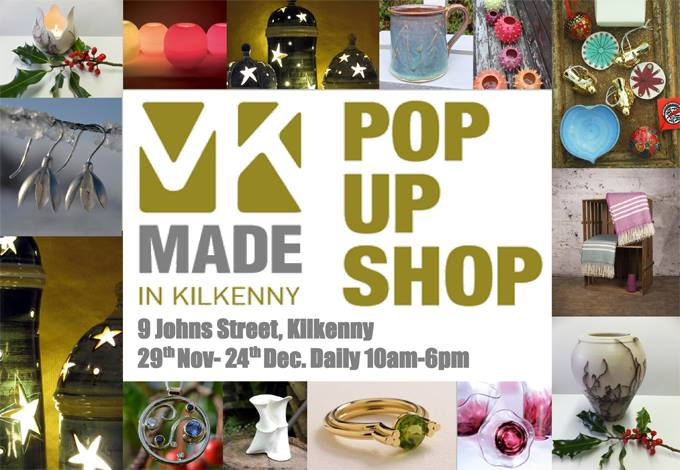 MK
MADE
IN KILKENNY
POP
UP
SHOP
9 Johns Street, Kilkenny
29th Nov- 24th Dec. Daily 10am-6pm